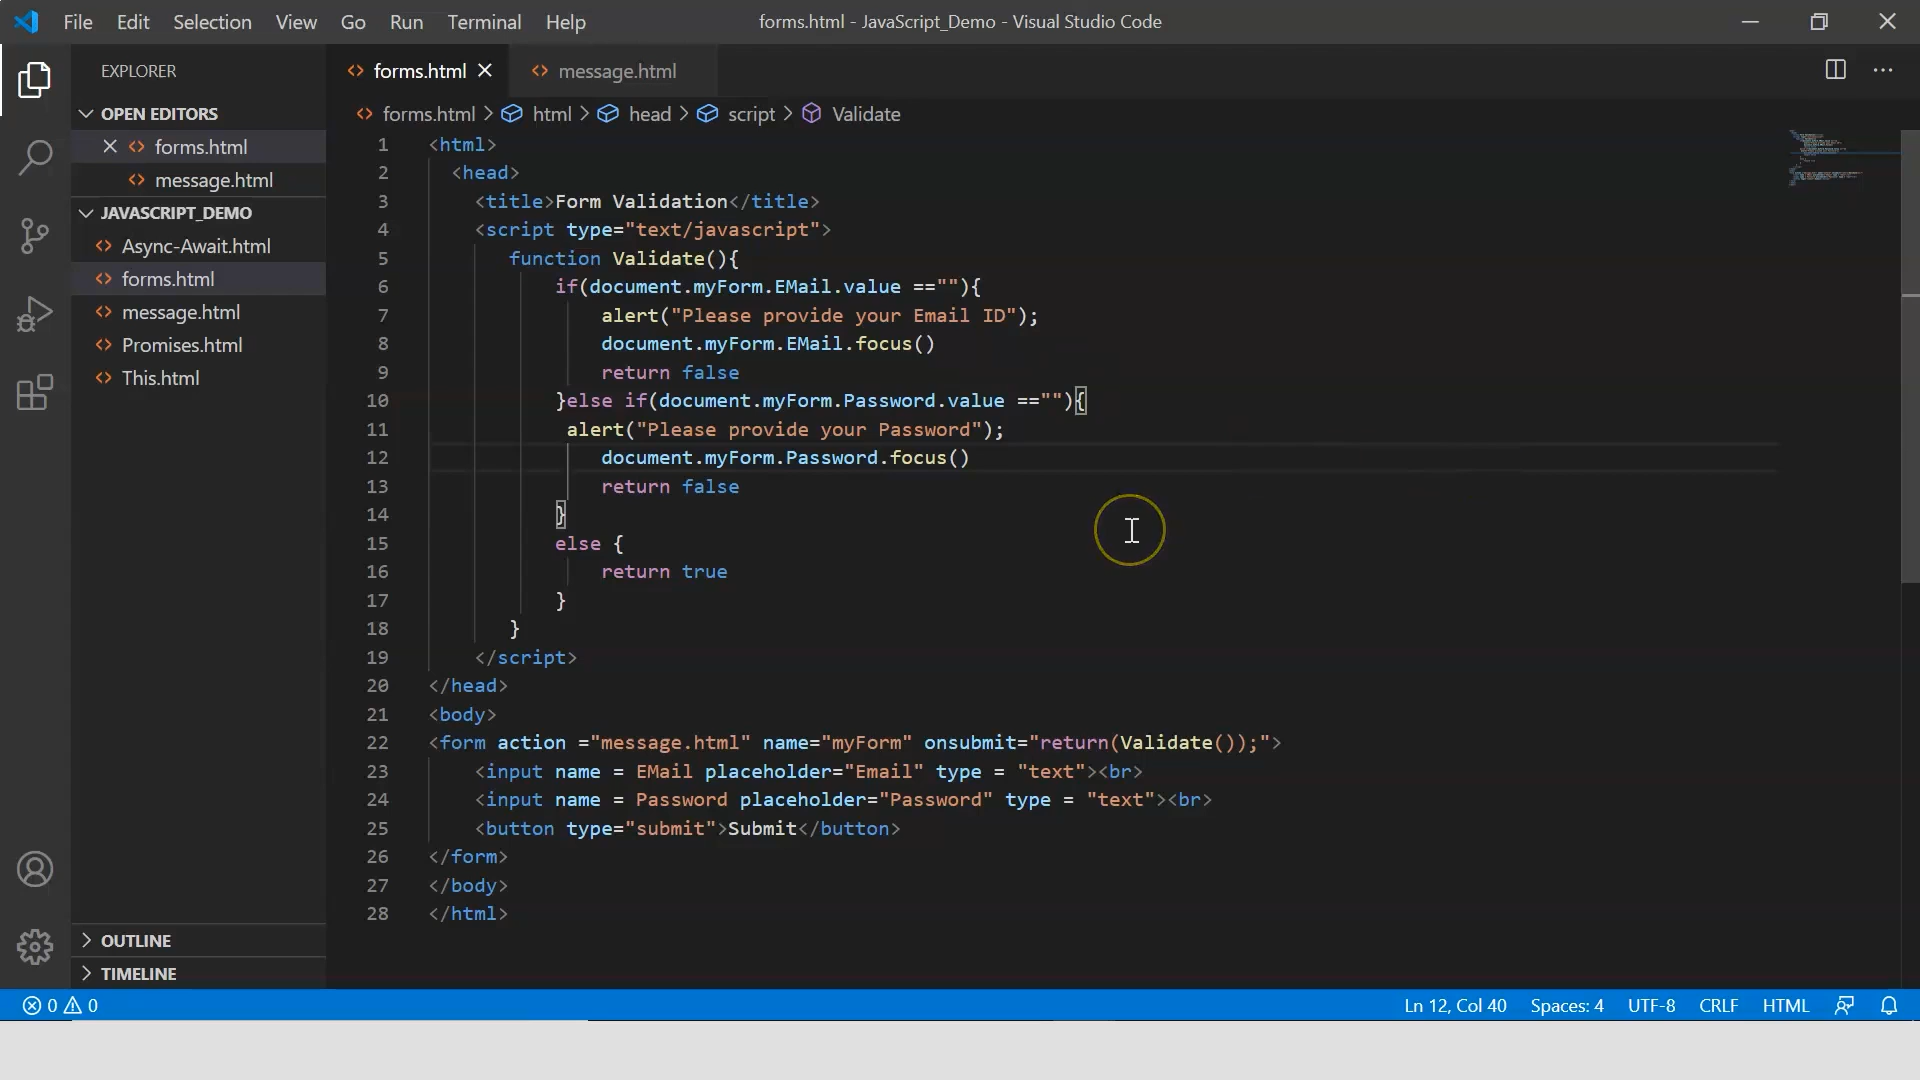 File Edit Selection View Go Run Terminal Help
forms.html - JavaScript_Demo - Visual Studio Code
EXPLORER
OPEN EDITORS
forms.html
message.html
JAVASCRIPT_DEMO
Async-Await.html
forms.html
message.html
Promises.html
This.html
OUTLINE
TIMELINE
forms.html message.html
forms.html > html > head > script > Validate
1 <html>
2 <head>
3 <title>Form Validation</title>
4 <script type="text/javascript">
5 function Validate(){
6 if(document.myForm.EMail.value ==""){
7 alert("Please provide your Email ID");
8 document.myForm.EMail.focus()
9 return false
10 }else if(document.myForm.Password.value ==""){
11 alert("Please provide your Password");
12 document.myForm.Password.focus()
13 return false
14 }
15 else {
16 return true
17 }
18 }
19 </script>
20 </head>
21 <body>
22 <form action ="message.html" name="myForm" onsubmit="return(Validate());">
23 <input name = EMail placeholder="Email" type = "text"><br>
24 <input name = Password placeholder="Password" type = "text"><br>
25 <button type="submit">Submit</button>
26 </form>
27 </body>
28 </html>
0 0
Ln 12, Col 40 Spaces: 4 UTF-8 CRLF HTML